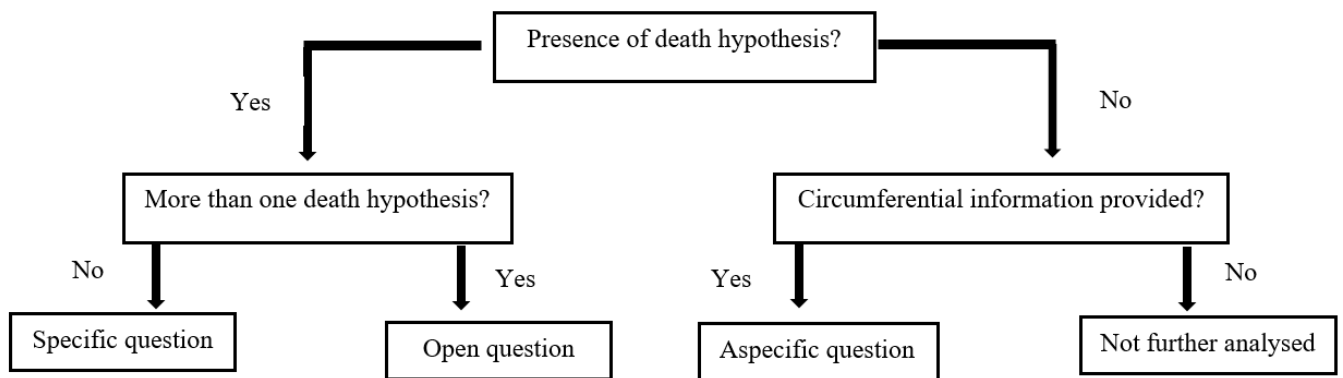 Presence of death hypothesis?
Yes
No
More than one death hypothesis?
Circumferential information provided?
No
Yes
Yes
No
Specific question
Open question
Aspecific question
Not further analysed